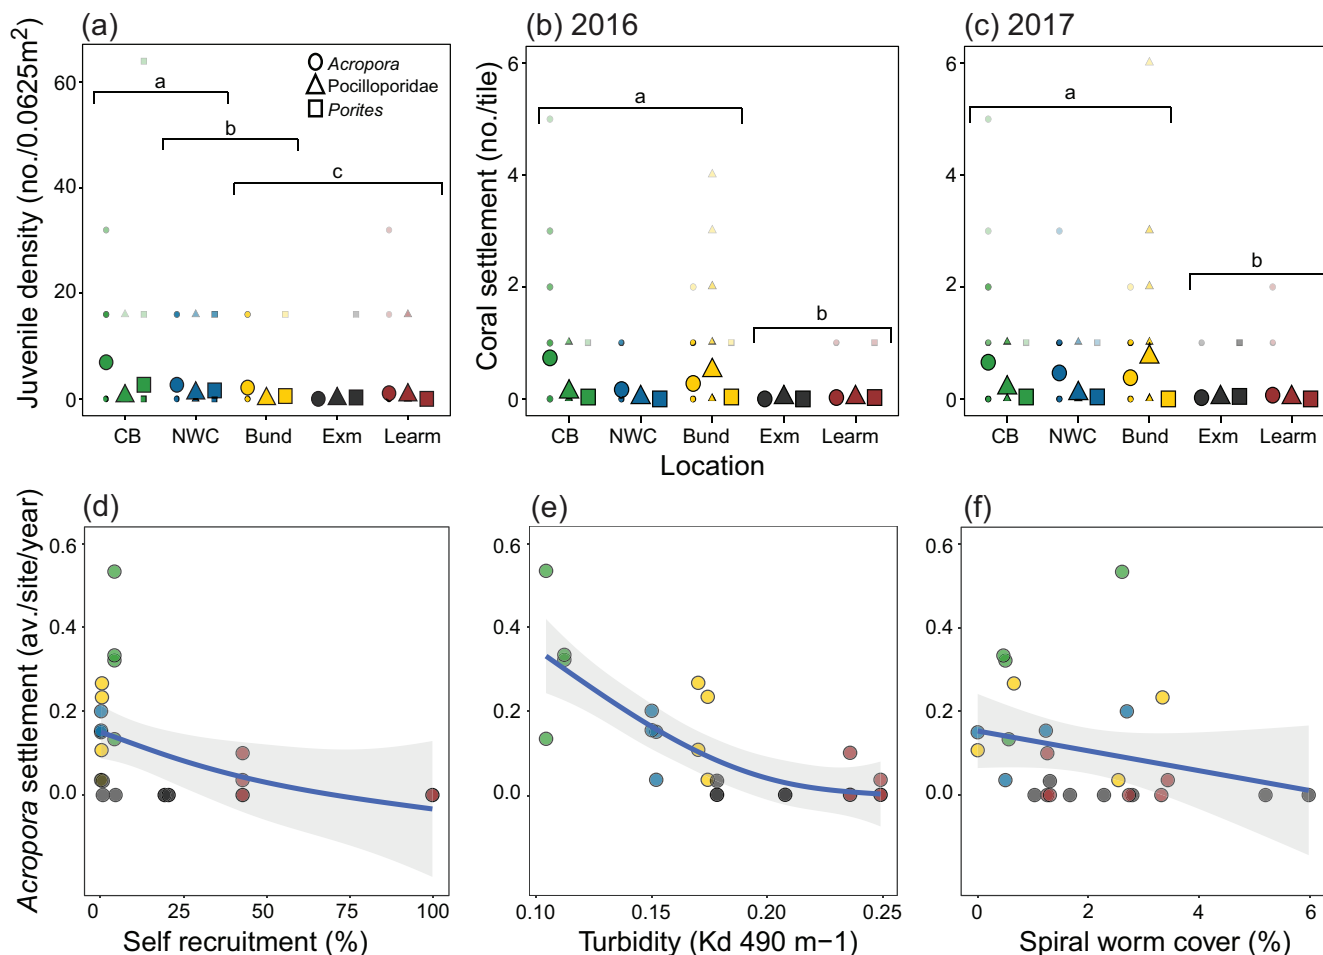 (a)
(b) 2016
(c) 2017
Juvenile density (no./0.0625m²)
60
40
20
0
a
b
c
Acropora
Pocilloporidae
Porites
CB NWC Bund Exm Learm
Coral settlement (no./tile)
6
4
2
0
a
b
CB NWC Bund Exm Learm
Location
6
4
2
0
a
b
CB NWC Bund Exm Learm
(d)
(e)
(f)
Acropora settlement (av./site/year)
0.6
0.4
0.2
0.0
0 25 50 75 100
Self recruitment (%)
0.6
0.4
0.2
0.0
0.10 0.15 0.20 0.25
Turbidity (Kd 490 m−1)
0.6
0.4
0.2
0.0
0 2 4 6
Spiral worm cover (%)